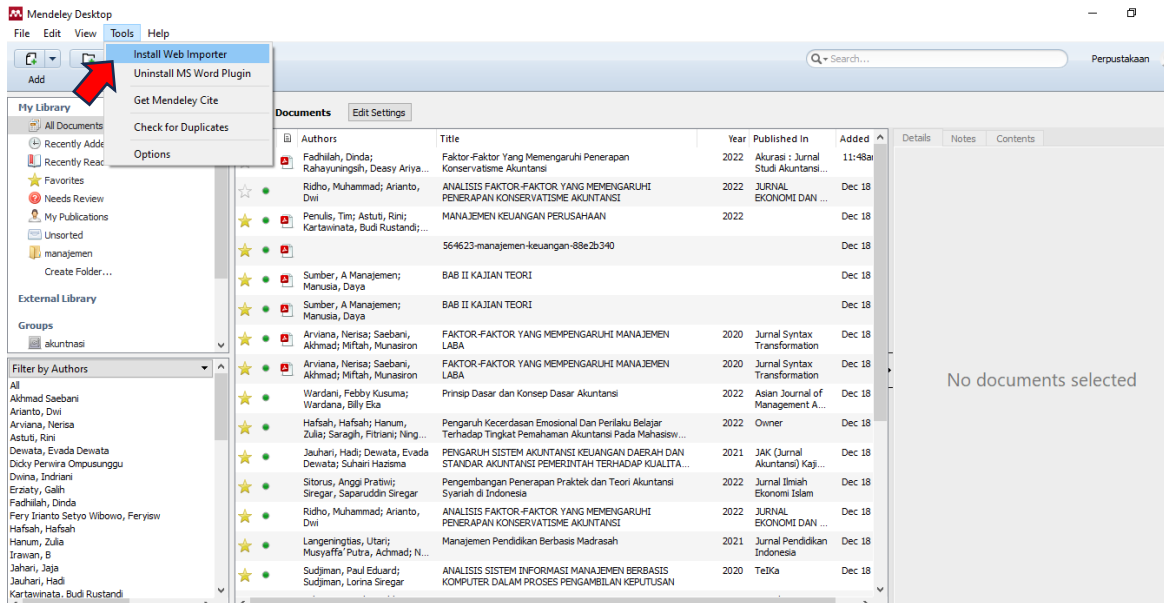 Mendeley Desktop
File Edit View Tools Help
Install Web Importer
Uninstall MS Word Plugin
Get Mendeley Cite
Check for Duplicates
Options
Add
Search...
Perpustakaan
My Library
All Documents
Recently Adde
Recently Read
Favorites
Needs Review
My Publications
Unsorted
manajemen
Create Folder...
External Library
Groups
akuntnasi
Filter by Authors
All
Akhmad Saebani
Arianto, Dwi
Arviana, Nerisa
Astuti, Rini
Dewata, Evada Dewata
Dicky Perwira Ompusunggu
Dwina, Indriani
Erziaty, Galih
Fadhiilah, Dinda
Fery Irianto Setyo Wibowo, Feryisw
Hafsah, Hafsah
Hanum, Zulia
Irawan, B
Jahari, Jaja
Jauhari, Hadi
Kartawinata, Budi Rustandi
Documents Edit Settings
Authors Title Year Published In Added
Fadhiilah, Dinda; Faktor-Faktor Yang Memengaruhi Penerapan 2022 Akurasi : Jurnal 11:48am
Rahayuningsih, Deasy Ariya... Konservatisme Akuntansi Studi Akuntansi...
Ridho, Muhammad; Arianto, ANALISIS FAKTOR-FAKTOR YANG MEMENGARUHI 2022 JURNAL Dec 18
Dwi PENERAPAN KONSERVATISME AKUNTANSI EKONOMI DAN ...
Penulis, Tim; Astuti, Rini; MANAJEMEN KEUANGAN PERUSAHAAN 2022 Dec 18
Kartawinata, Budi Rustandi;...
564623-manajemen-keuangan-88e2b340 Dec 18
Sumber, A Manajemen; BAB II KAJIAN TEORI Dec 18
Manusia, Daya
Sumber, A Manajemen; BAB II KAJIAN TEORI Dec 18
Manusia, Daya
Arviana, Nerisa; Saebani, FAKTOR-FAKTOR YANG MEMPENGARUHI MANAJEMEN 2020 Jurnal Syntax Dec 18
Akhmad; Miftah, Munasiron LABA Transformation
Arviana, Nerisa; Saebani, FAKTOR-FAKTOR YANG MEMPENGARUHI MANAJEMEN 2020 Jurnal Syntax Dec 18
Akhmad; Miftah, Munasiron LABA Transformation
Wardani, Febby Kusuma; Prinsip Dasar dan Konsep Dasar Akuntansi 2022 Asian Journal of Dec 18
Wardana, Billy Eka Management A...
Hafsah, Hafsah; Hanum, Pengaruh Kecerdasan Emosional Dan Perilaku Belajar 2022 Owner Dec 18
Zulia; Saragih, Fitriani; Ning... Terhadap Tingkat Pemahaman Akuntansi Pada Mahasisw...
Jauhari, Hadi; Dewata, Evada PENGARUH SISTEM AKUNTANSI KEUANGAN DAERAH DAN 2021 JAK (Jurnal Dec 18
Dewata; Suhairi Hazisma STANDAR AKUNTANSI PEMERINTAH TERHADAP KUALITA... Akuntansi) Kaji...
Sitorus, Anggi Pratiwi; Pengembangan Penerapan Praktek dan Teori Akuntansi 2022 Jurnal Ilmiah Dec 18
Siregar, Saparuddin Siregar Syariah di Indonesia Ekonomi Islam
Ridho, Muhammad; Arianto, ANALISIS FAKTOR-FAKTOR YANG MEMENGARUHI 2022 JURNAL Dec 18
Dwi PENERAPAN KONSERVATISME AKUNTANSI EKONOMI DAN ...
Langeningtias, Utari; Manajemen Pendidikan Berbasis Madrasah 2021 Jurnal Pendidikan Dec 18
Musyaffa´Putra, Achmad; N... Indonesia
Sudjiman, Paul Eduard; ANALISIS SISTEM INFORMASI MANAJEMEN BERBASIS 2020 TeIKa Dec 18
Sudjiman, Lorina Siregar KOMPUTER DALAM PROSES PENGAMBILAN KEPUTUSAN
Details Notes Contents
No documents selected